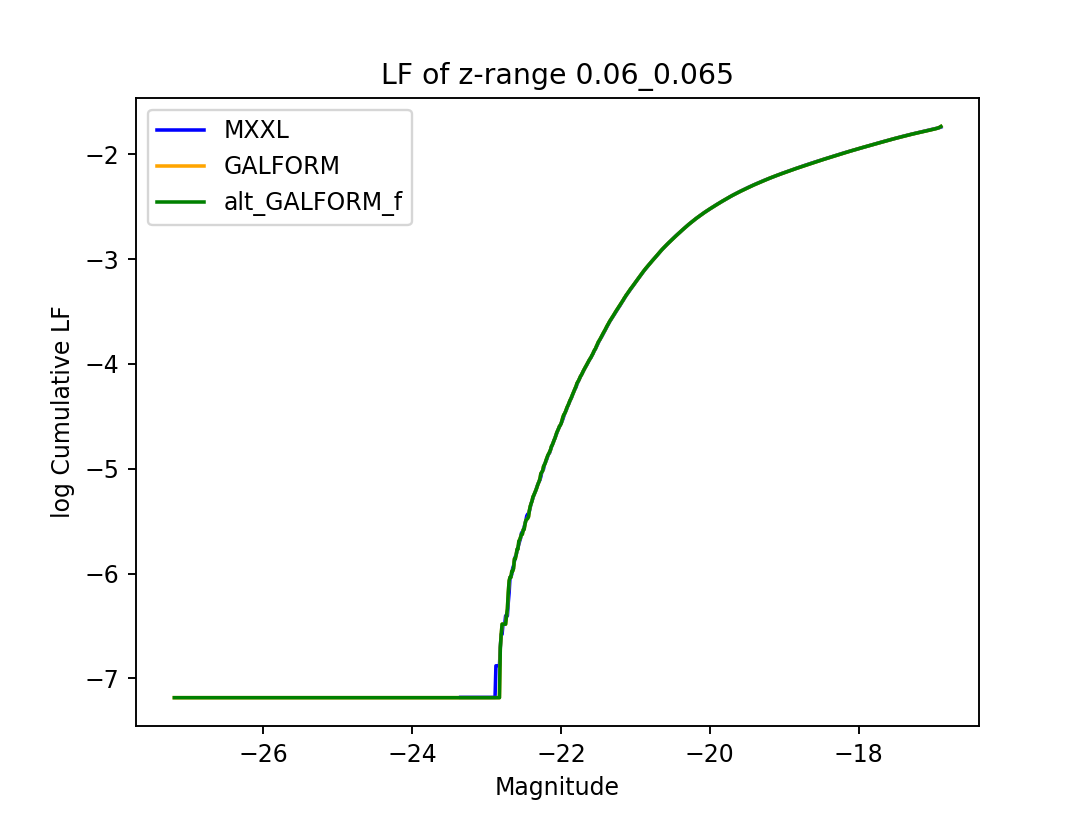 LF of z-range 0.06_0.065
MXXL
GALFORM
alt_GALFORM_f
log Cumulative LF
−2
−3
−4
−5
−6
−7
−26
−24
−22
−20
−18
Magnitude